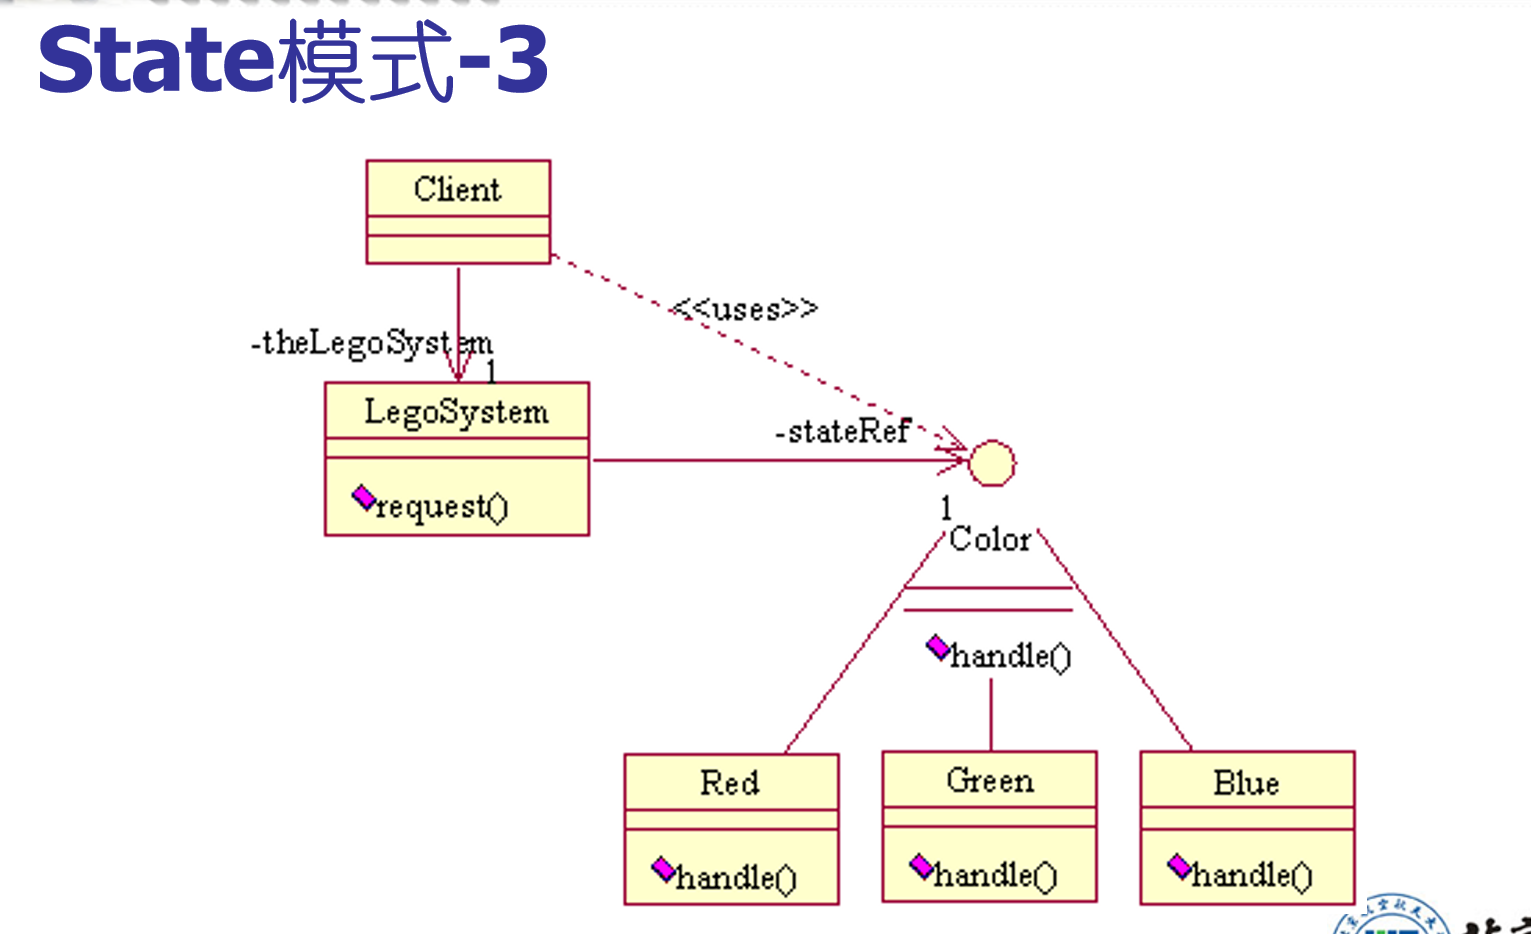 State模式-3
Client
<<uses>>
-theLegoSystem
1
LegoSystem
-stateRef
request()
1
Color
handle()
Red
Green
Blue
handle()
handle()
handle()